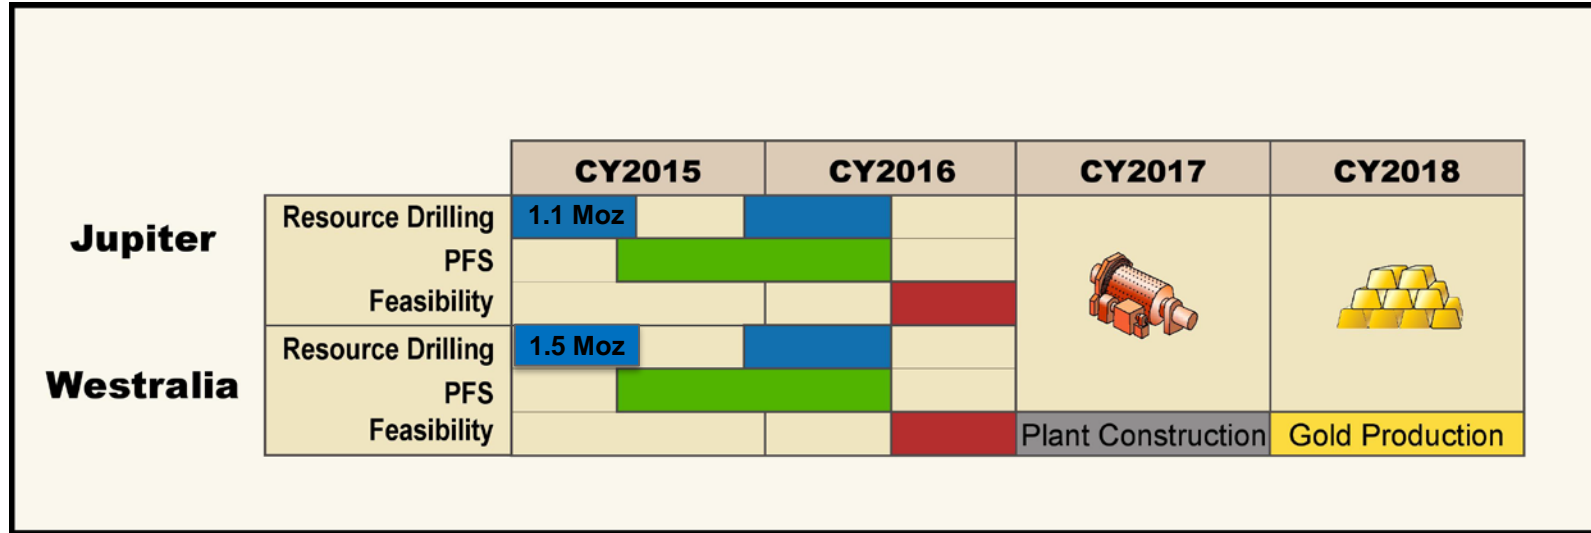 CY2015 CY2016 CY2017 CY2018
Jupiter
Resource Drilling 1.1 Moz
PFS
Feasibility
Westralia
Resource Drilling 1.5 Moz
PFS
Feasibility Plant Construction Gold Production